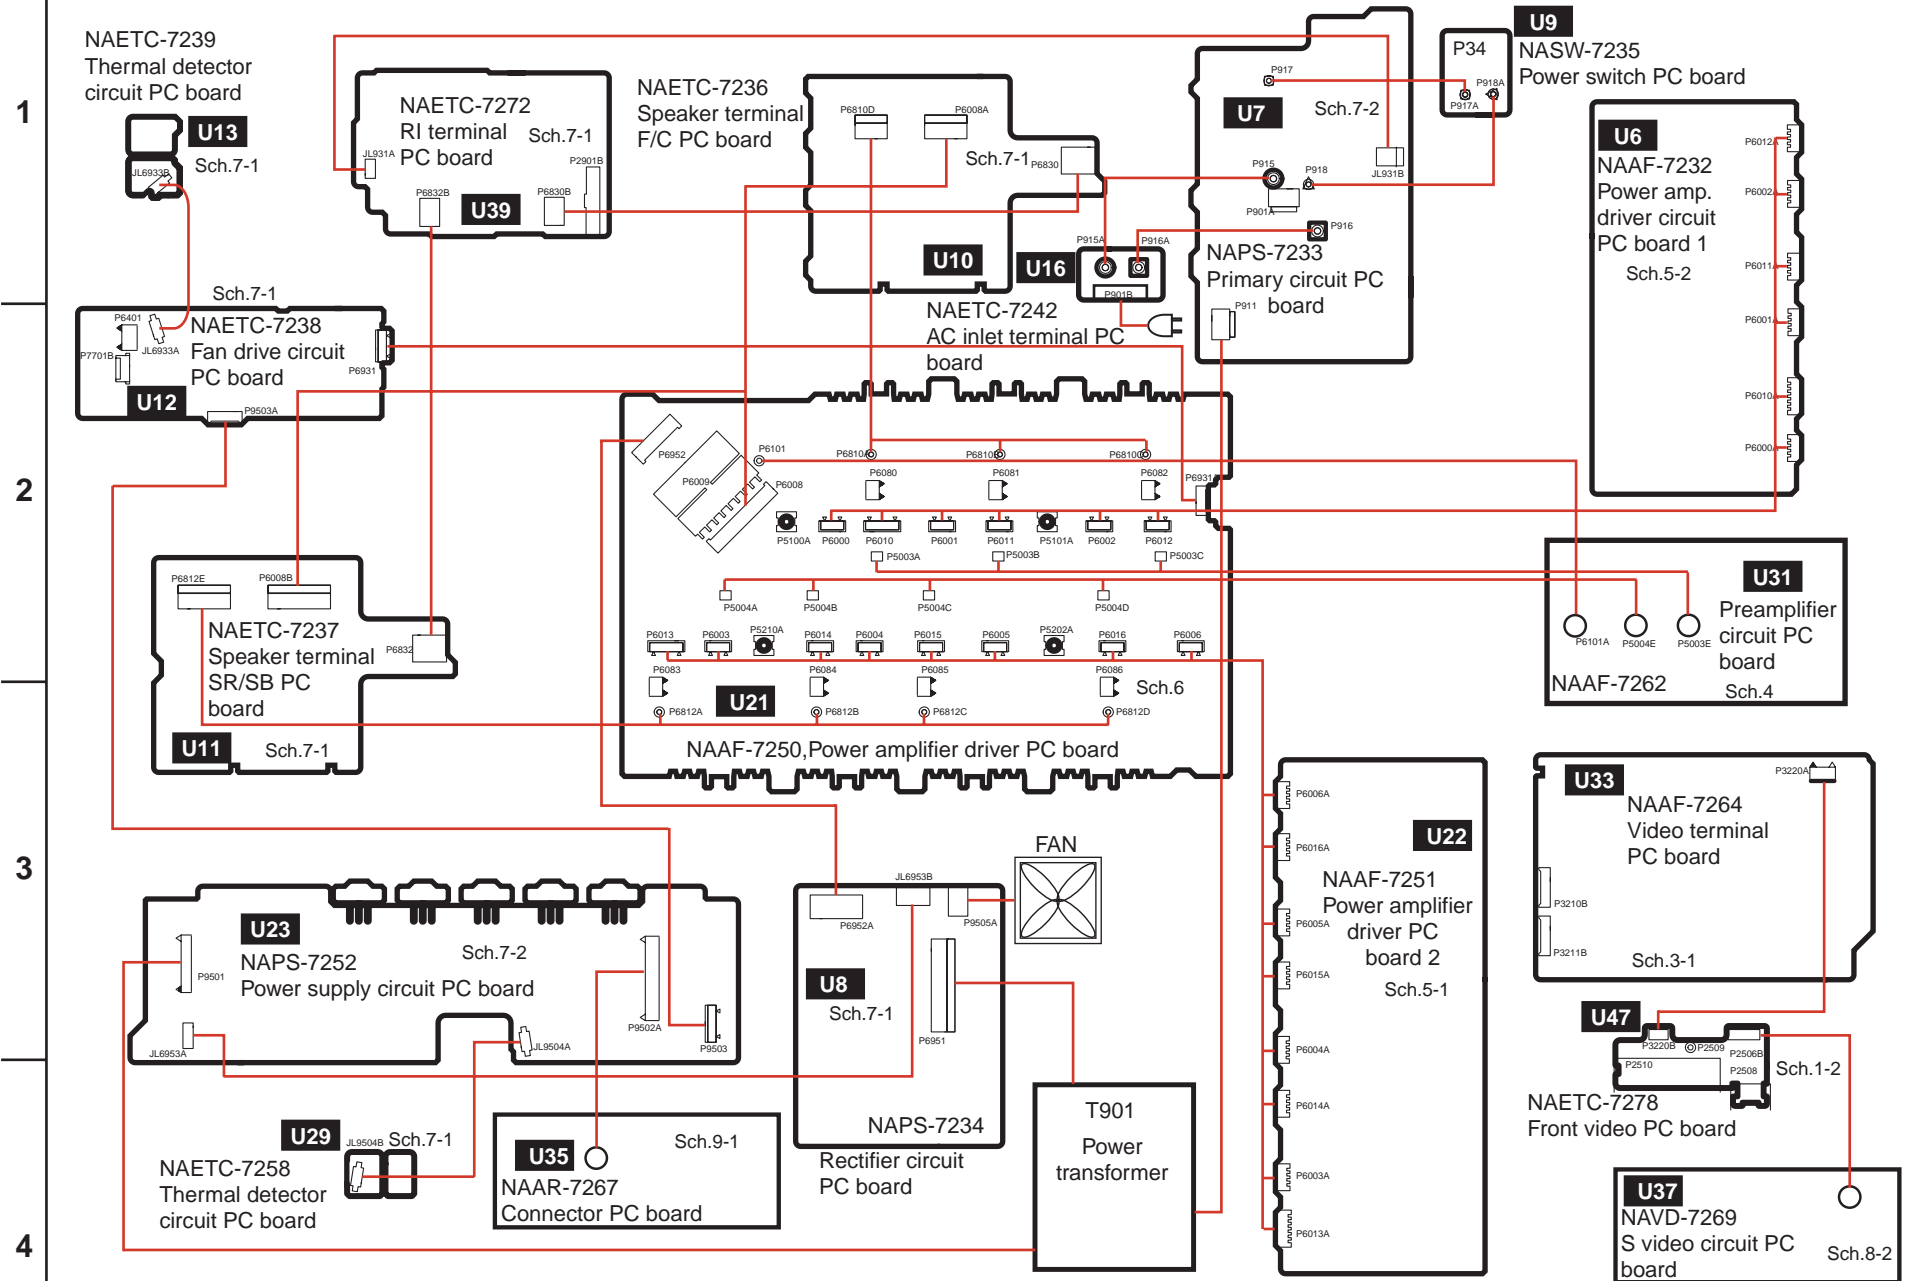 1
2
3
4
NAETC-7239
Thermal detector
circuit PC board
U13
Sch.7-1
JL6933B
NAETC-7272
RI terminal
PC board
Sch.7-1
JL931A
P2901B
P6832B
U39
P6830B
NAETC-7236
Speaker terminal
F/C PC board
P6810D
P6008A
Sch.7-1
P6830
U10
P917
U7
Sch.7-2
P915
P918
JL931B
P901A
P916
NAPS-7233
Primary circuit PC
board
P911
U9
P34
NASW-7235
Power switch PC board
P918A
P917A
P915A
P916A
U16
P901B
NAETC-7242
AC inlet terminal PC
board
U6
NAAF-7232
Power amp.
driver circuit
PC board 1
Sch.5-2
P6012A
P6002A
P6011A
P6001A
P6010A
P6000A
Sch.7-1
P6401
NAETC-7238
Fan drive circuit
PC board
JL6933A
P7701B
P6931
U12
P9503A
P6952
P6009
P6101
P6008
P6810A
P6810B
P6810C
P6080
P6081
P6082
P6931
P5100A
P6000
P6010
P6001
P6011
P5101A
P6002
P6012
P5003A
P5003B
P5003C
P5004A
P5004B
P5004C
P5004D
P6013
P6003
P5210A
P6014
P6004
P6015
P6005
P5202A
P6016
P6006
P6083
P6084
P6085
P6086
U21
Sch.6
P6812A
P6812B
P6812C
P6812D
NAAF-7250,Power amplifier driver PC board
P6812E
P6008B
NAETC-7237
Speaker terminal
SR/SB PC
board
P6832
U11
Sch.7-1
U31
Preamplifier
circuit PC
board
P6101A
P5004E
P5003E
NAAF-7262
Sch.4
U33
P3220A
NAAF-7264
Video terminal
PC board
P3210B
P3211B
Sch.3-1
P6006A
P6016A
U22
NAAF-7251
Power amplifier
driver PC
board 2
Sch.5-1
P6005A
P6015A
P6004A
P6014A
P6003A
P6013A
FAN
U23
NAPS-7252
Power supply circuit PC board
Sch.7-2
P9501
JL6953A
JL9504A
P9502A
P9503
JL6953B
P6952A
P9505A
U8
Sch.7-1
P6951
NAPS-7234
Rectifier circuit
PC board
U47
P3220B
P2509
P2506B
P2510
P2508
Sch.1-2
NAETC-7278
Front video PC board
U29
JL9504B
Sch.7-1
NAETC-7258
Thermal detector
circuit PC board
U35
Sch.9-1
NAAR-7267
Connector PC board
T901
Power
transformer
U37
NAVD-7269
S video circuit PC
board
Sch.8-2